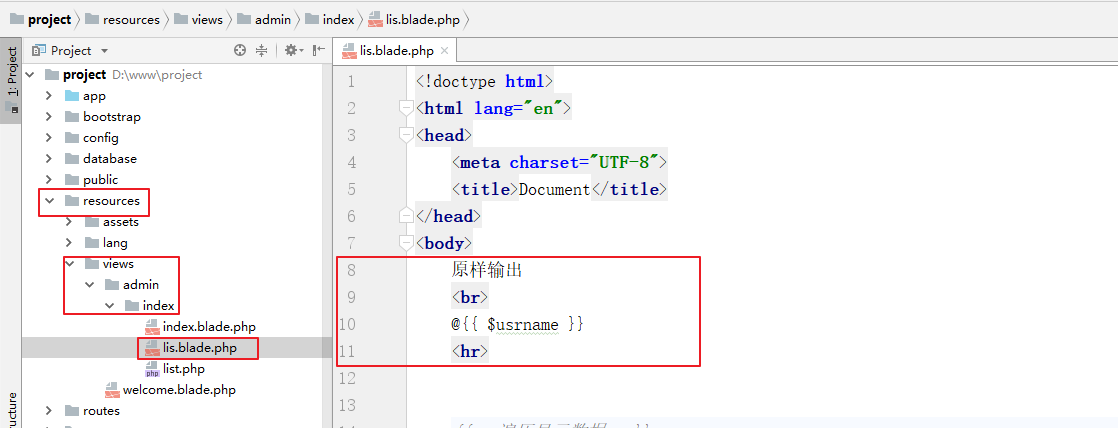 project resources views admin index lis.blade.php
1: Project
Project
lis.blade.php
project D:\www\project
app
bootstrap
config
database
public
resources
assets
lang
views
admin
index
index.blade.php
lis.blade.php
list.php
welcome.blade.php
routes
ructure
1 <!doctype html>
2 <html lang="en">
3 <head>
4 <meta charset="UTF-8">
5 <title>Document</title>
6 </head>
7 <body>
8 原样输出
9 <br>
10 @{{ $usrname }}
11 <hr>
12
13